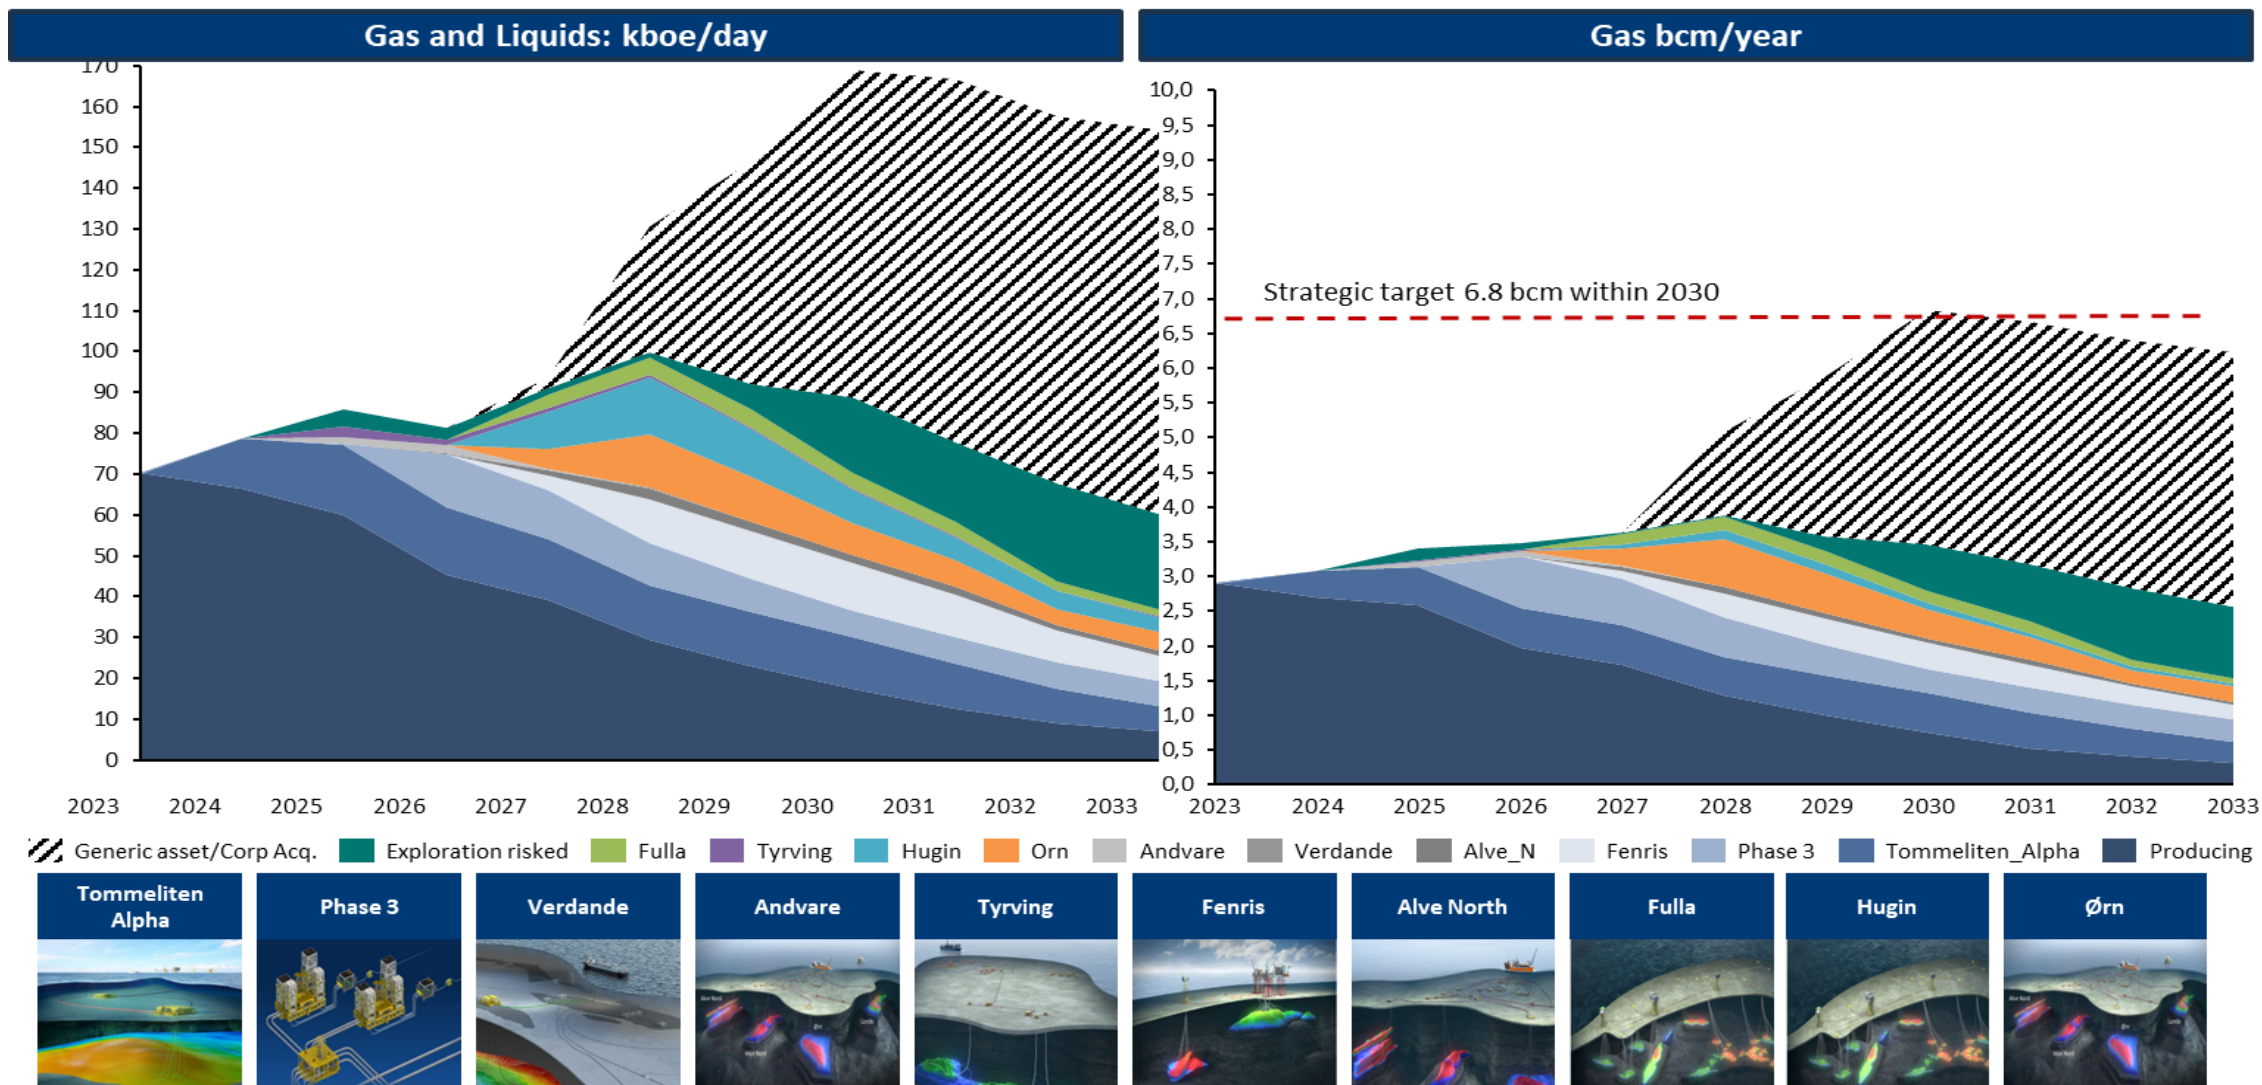 Gas and Liquids: kboe/day
170
160
150
140
130
120
110
100
90
80
70
60
50
40
30
20
10
0
2023 2024 2025 2026 2027 2028 2029 2030 2031 2032 2033
Gas bcm/year
10,0
9,5
9,0
8,5
8,0
7,5
7,0
6,5
6,0
5,5
5,0
4,5
4,0
3,5
3,0
2,5
2,0
1,5
1,0
0,5
0,0
Strategic target 6.8 bcm within 2030
2023 2024 2025 2026 2027 2028 2029 2030 2031 2032 2033
Generic asset/Corp Acq. Exploration risked Fulla Tyrving Hugin Orn Andvare Verdande Alve_N Fenris Phase 3 Tommeliten_Alpha Producing
Tommeliten
Alpha
Phase 3
Verdande
Andvare
Tyrving
Fenris
Alve North
Fulla
Hugin
Ørn